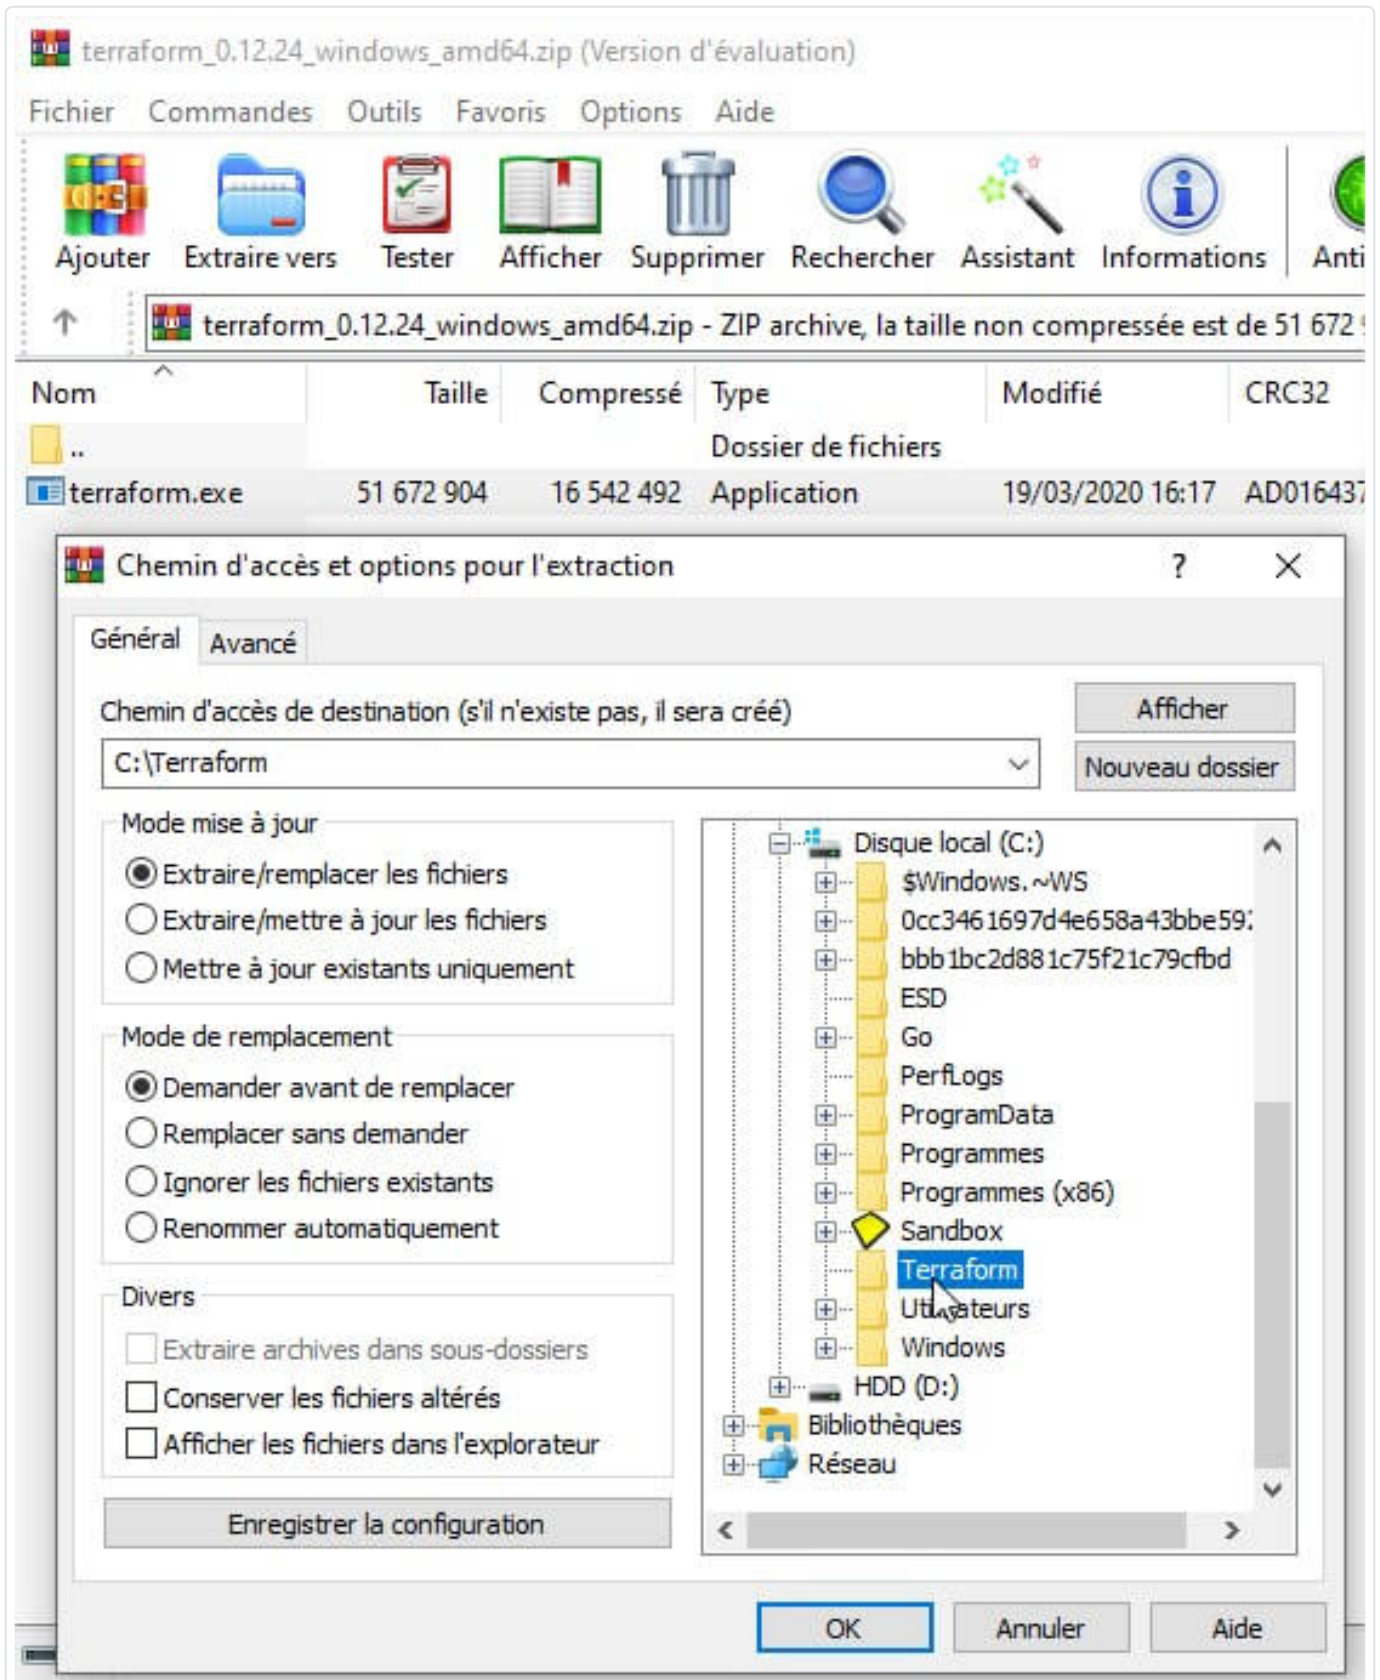 terraform_0.12.24_windows_amd64.zip (Version d'évaluation)
Fichier Commandes Outils Favoris Options Aide
Ajouter Extraire vers Tester Afficher Supprimer Rechercher Assistant Informations Anti
terraform_0.12.24_windows_amd64.zip - ZIP archive, la taille non compressée est de 51 672
Nom Taille Compressé Type Modifié CRC32
.. Dossier de fichiers
terraform.exe 51 672 904 16 542 492 Application 19/03/2020 16:17 AD016437
Chemin d'accès et options pour l'extraction ?
Général Avancé
Chemin d'accès de destination (s'il n'existe pas, il sera créé)
Afficher
C:\Terraform
Nouveau dossier
Mode mise à jour
Extraire/remplacer les fichiers
Extraire/mettre à jour les fichiers
Mettre à jour existants uniquement
Mode de remplacement
Demander avant de remplacer
Remplacer sans demander
Ignorer les fichiers existants
Renommer automatiquement
Divers
Extraire archives dans sous-dossiers
Conserver les fichiers altérés
Afficher les fichiers dans l'explorateur
Enregistrer la configuration
Disque local (C:)
$Windows.~WS
0cc3461697d4e658a43bbe592
bbb1bc2d881c75f21c79cfbd
ESD
Go
PerfLogs
ProgramData
Programmes
Programmes (x86)
Sandbox
Terraform
Utilisateurs
Windows
HDD (D:)
Bibliothèques
Réseau
OK Annuler Aide